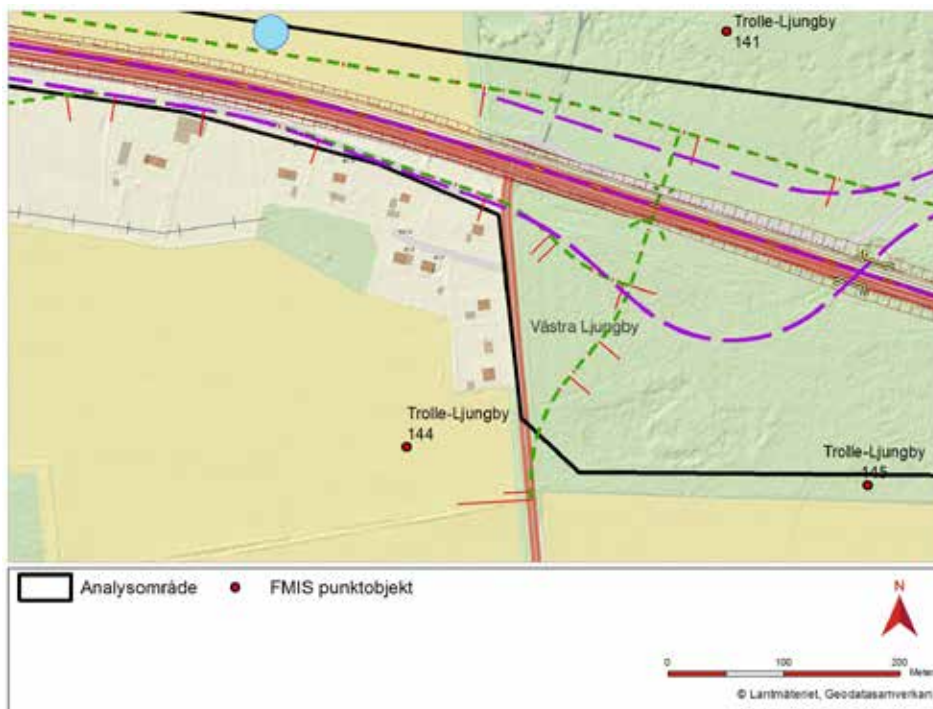 Trolle-Ljungby
141
Västra Ljungby
Trolle-Ljungby
144
Trolle-Ljungby
145
Analysområde
FMIS punktobjekt
N
0
100
200
Meter
© Lantmäteriet, Geodatasamverkan